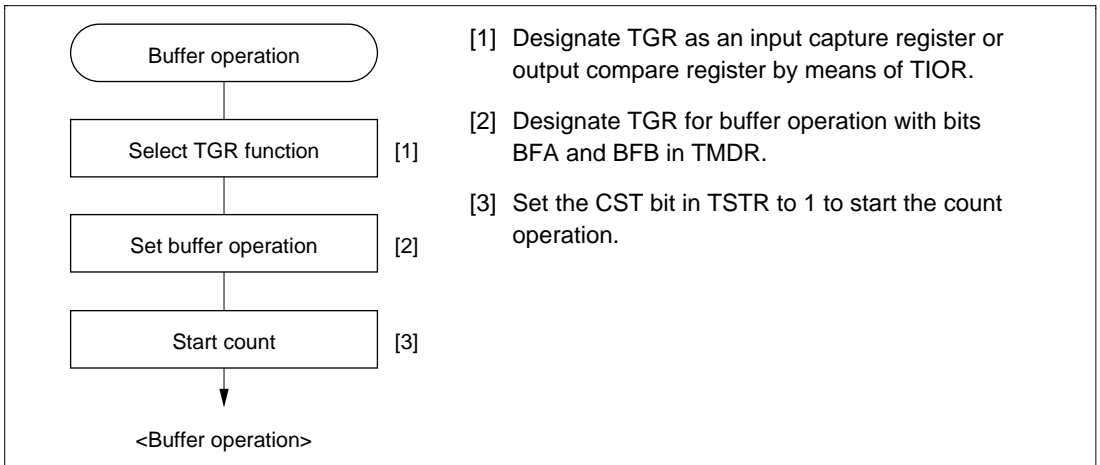 Buffer operation
Select TGR function
[1]
Set buffer operation
[2]
Start count
[3]
<Buffer operation>
[1] Designate TGR as an input capture register or
output compare register by means of TIOR.
[2] Designate TGR for buffer operation with bits
BFA and BFB in TMDR.
[3] Set the CST bit in TSTR to 1 to start the count
operation.